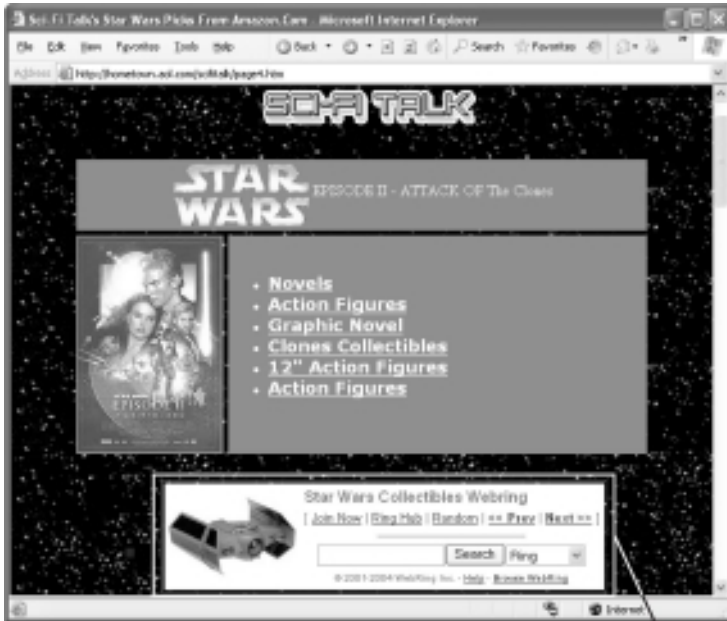 Sci-Fi Talk's Star Wars Picks From Amazon.Com - Microsoft Internet Explorer
File Edit View Favorites Tools Help Back Search Favorites
Address http://hometown.aol.com/scifitalk/page4.htm
SCI-FI TALK
STAR WARS EPISODE II - ATTACK OF The Clones
• Novels
• Action Figures
• Graphic Novel
• Clones Collectibles
• 12" Action Figures
• Action Figures
EPISODE II
Star Wars Collectibles Webring
[ Join Now | Ring Hub | Random | << Prev | Next >> ]
Search Ring
© 2001-2004 WebRing Inc. - Help - Browse WebRing
Internet